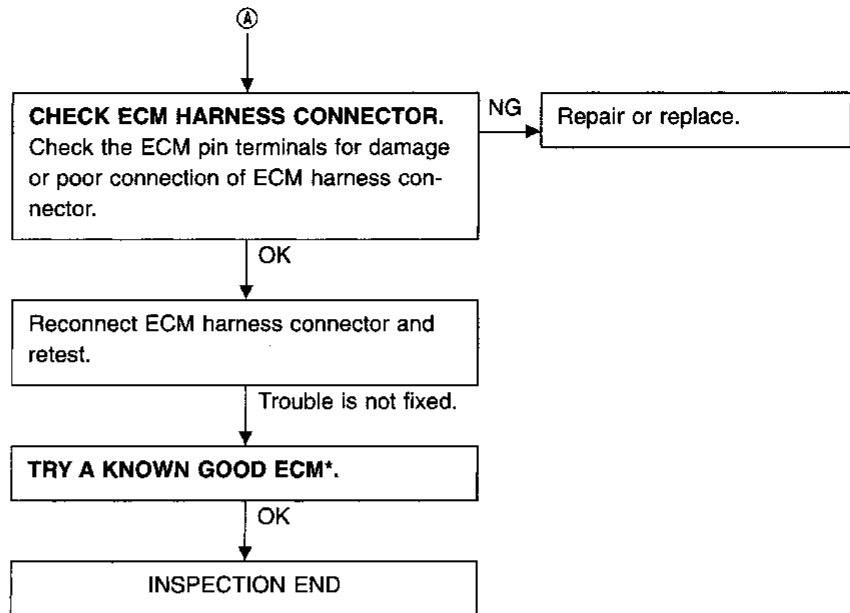 Ⓐ
CHECK ECM HARNESS CONNECTOR.
Check the ECM pin terminals for damage
or poor connection of ECM harness con-
nector.
NG
Repair or replace.
OK
Reconnect ECM harness connector and
retest.
Trouble is not fixed.
TRY A KNOWN GOOD ECM*.
OK
INSPECTION END